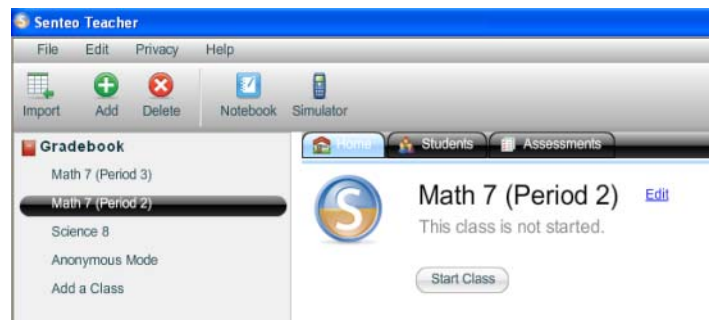 Senteo Teacher
File Edit Privacy Help
Import Add Delete Notebook Simulator
Gradebook
Math 7 (Period 3)
Math 7 (Period 2)
Science 8
Anonymous Mode
Add a Class
Home Students Assessments
S
Math 7 (Period 2) Edit
This class is not started.
Start Class